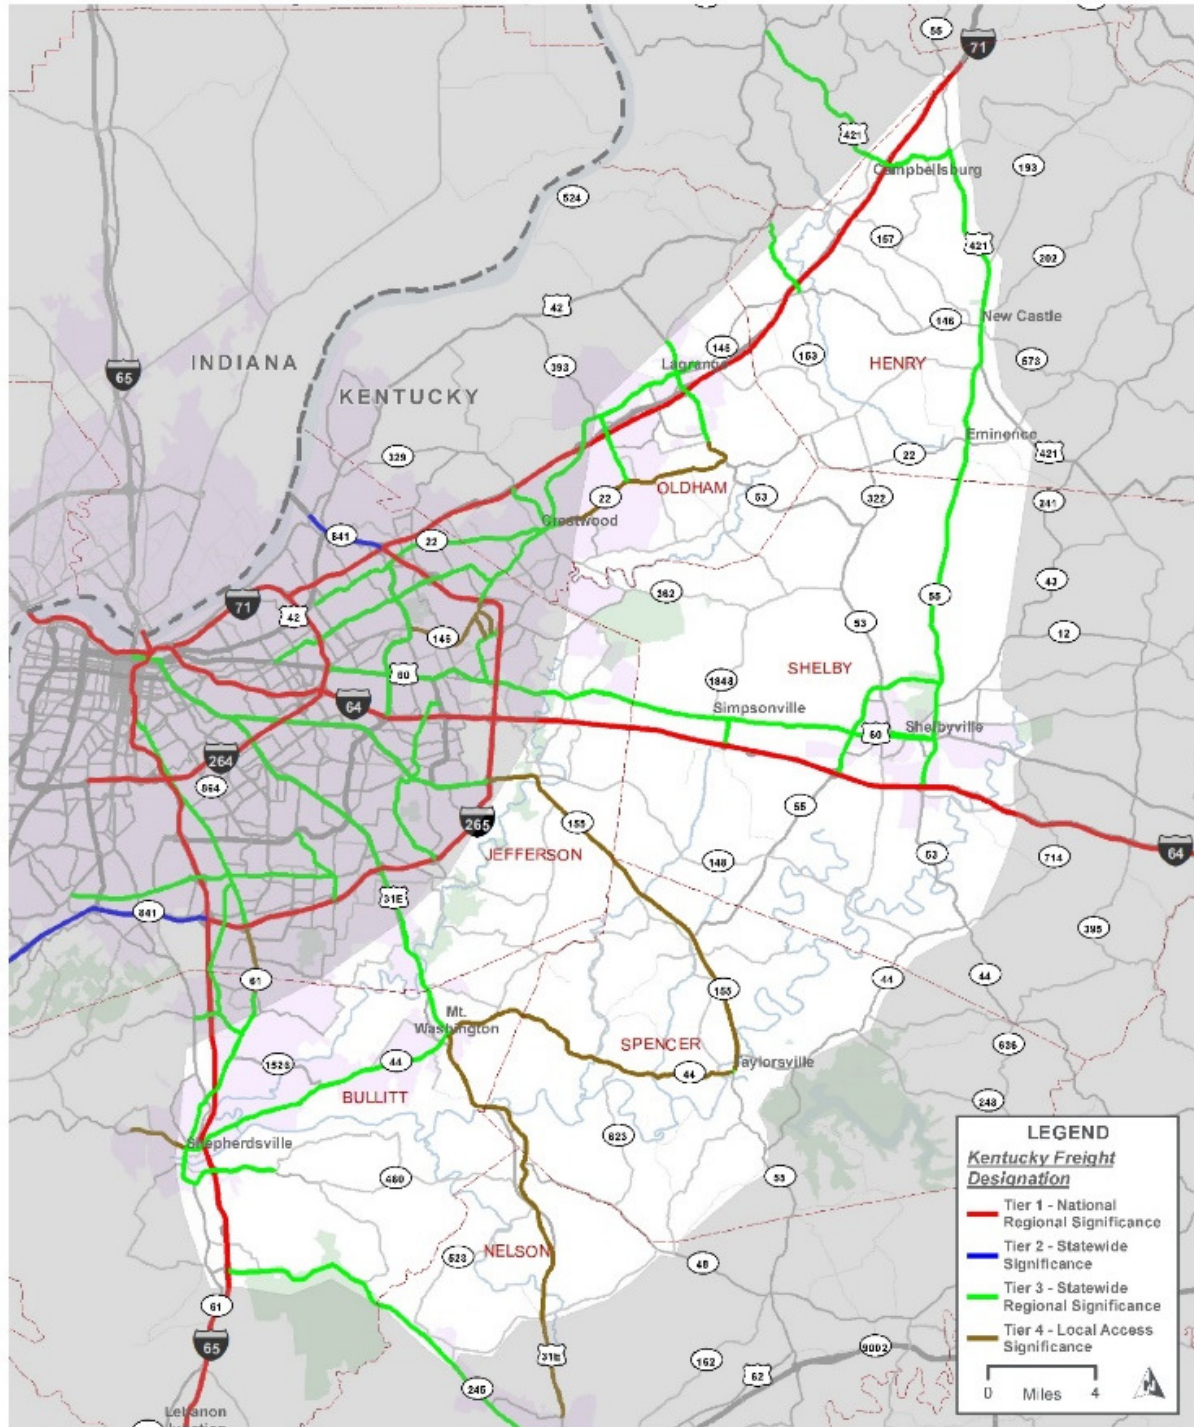 55
71
421
Campbellsburg
193
524
157
421
202
42
INDIANA
New Castle
146
65
146
153
573
393
Lagrange
HENRY
KENTUCKY
Eminence
421
329
22
OLDHAM
22
53
322
241
Crestwood
841
22
43
362
55
71
42
53
12
146
SHELBY
60
1848
64
Simpsonville
60
Shelbyville
264
864
55
155
265
JEFFERSON
148
53
714
64
31E
841
395
61
44
44
155
Mt.
Washington
SPENCER
44
44
Taylorsville
636
BULLITT
248
Shepherdsville
623
480
55
NELSON
523
48
61
65
31E
152
62
9002
245
Lebanon
LEGEND
Kentucky Freight
Designation
Tier 1 - National
Regional Significance
Tier 2 - Statewide
Significance
Tier 3 - Statewide
Regional Significance
Tier 4 - Local Access
Significance
0 Miles 4
N